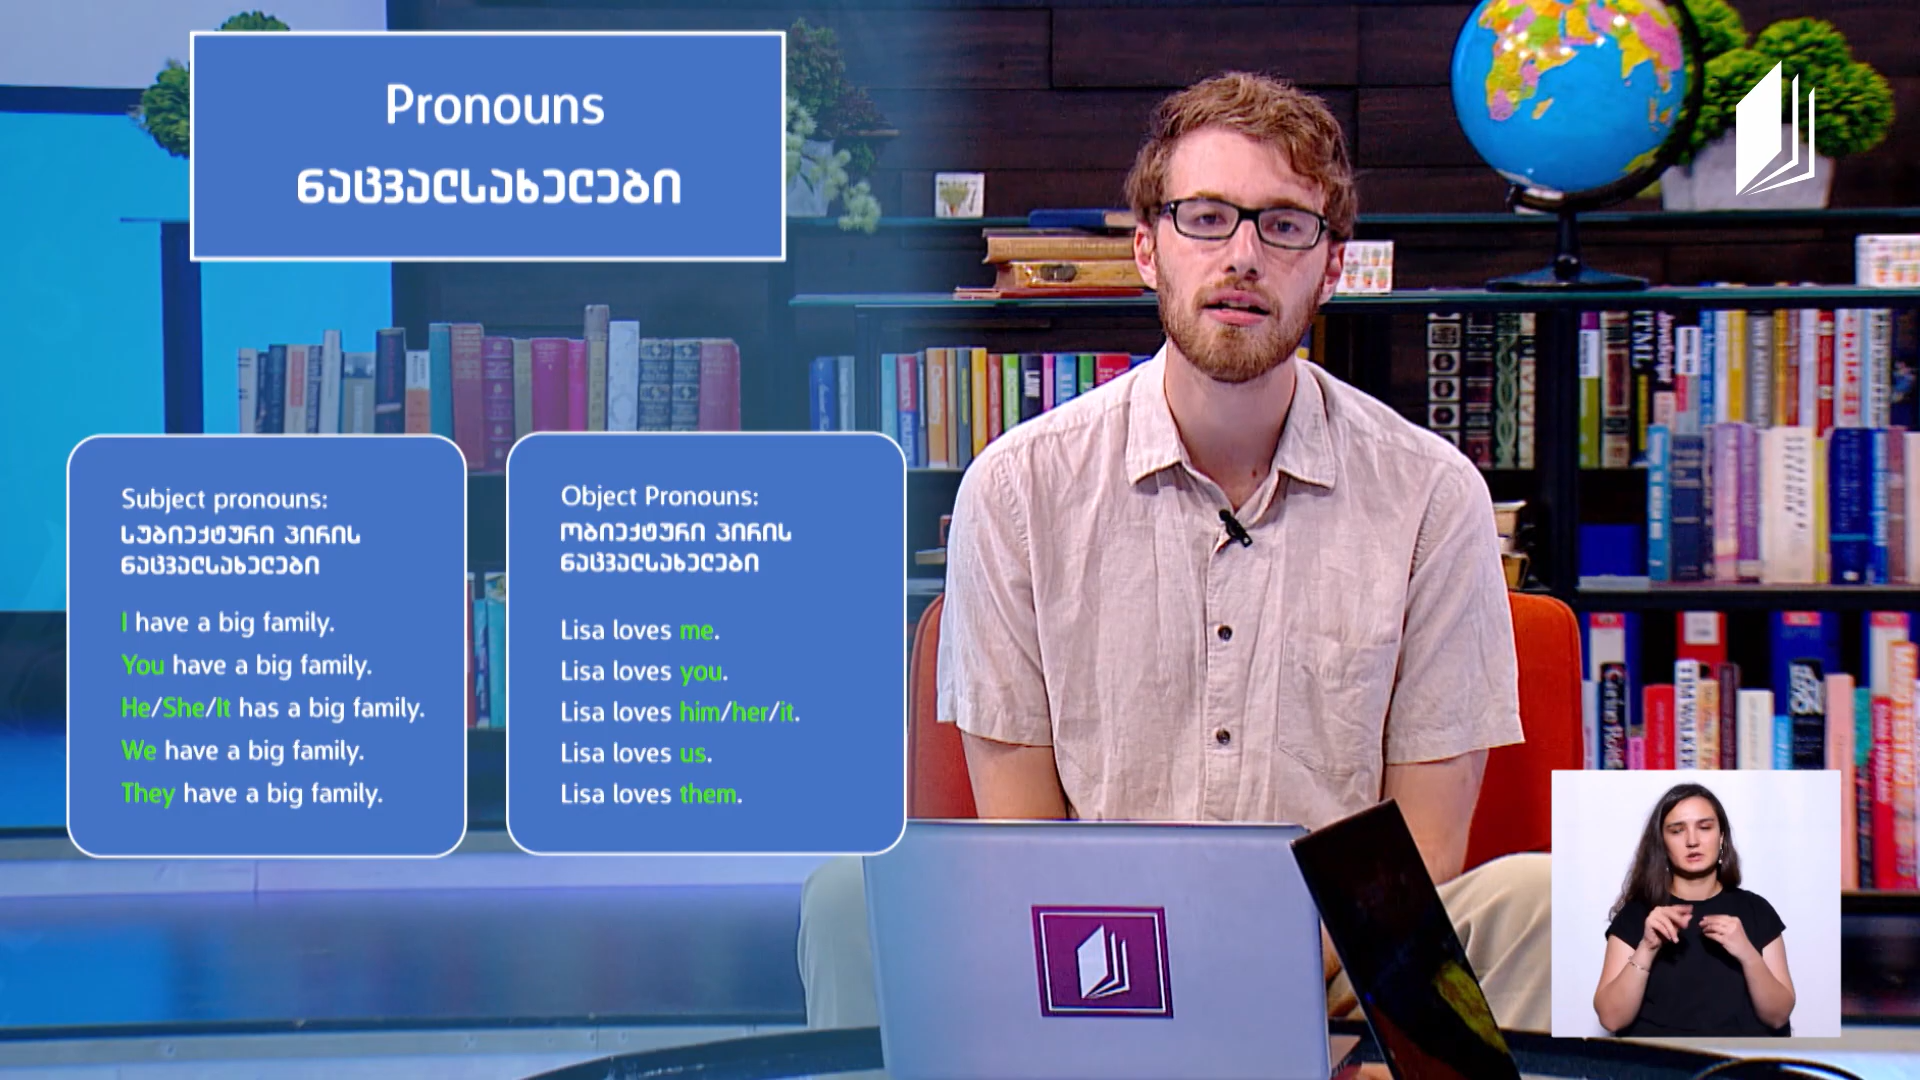 Pronouns
ნაცვალსახელები
Subject pronouns:
სუბიექტური პირის
ნაცვალსახელები
I have a big family.
You have a big family.
He/She/It has a big family.
We have a big family.
They have a big family.
Object Pronouns:
ობიექტური პირის
ნაცვალსახელები
Lisa loves me.
Lisa loves you.
Lisa loves him/her/it.
Lisa loves us.
Lisa loves them.